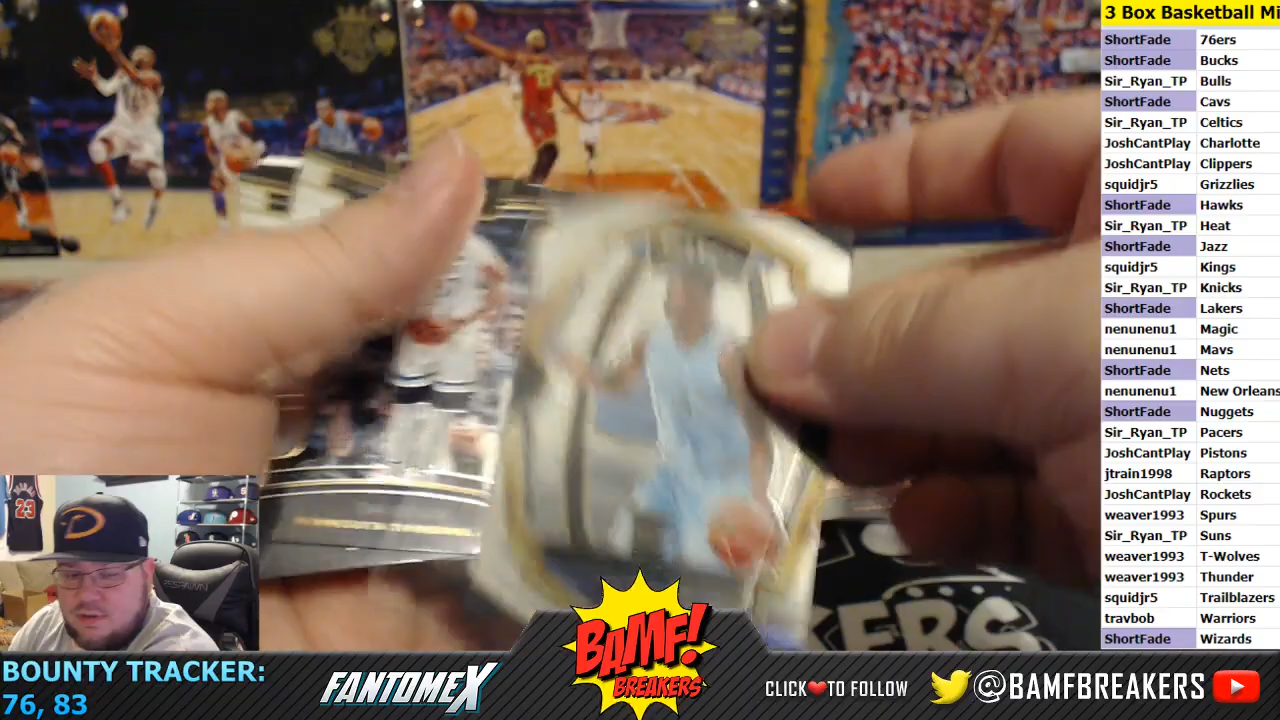 3 Box Basketball Mi
ShortFade 76ers
ShortFade Bucks
Sir_Ryan_TP Bulls
ShortFade Cavs
Sir_Ryan_TP Celtics
JoshCantPlay Charlotte
JoshCantPlay Clippers
squidjr5 Grizzlies
ShortFade Hawks
Sir_Ryan_TP Heat
ShortFade Jazz
squidjr5 Kings
Sir_Ryan_TP Knicks
ShortFade Lakers
nenunenu1 Magic
nenunenu1 Mavs
ShortFade Nets
nenunenu1 New Orleans
ShortFade Nuggets
Sir_Ryan_TP Pacers
JoshCantPlay Pistons
jtrain1998 Raptors
JoshCantPlay Rockets
weaver1993 Spurs
Sir_Ryan_TP Suns
weaver1993 T-Wolves
weaver1993 Thunder
squidjr5 Trailblazers
travbob Warriors
ShortFade Wizards
23
KERS
BOUNTY TRACKER:
76, 83
FANTOMEX
BAMF!
BREAKERS
CLICK TO FOLLOW
@BAMFBREAKERS